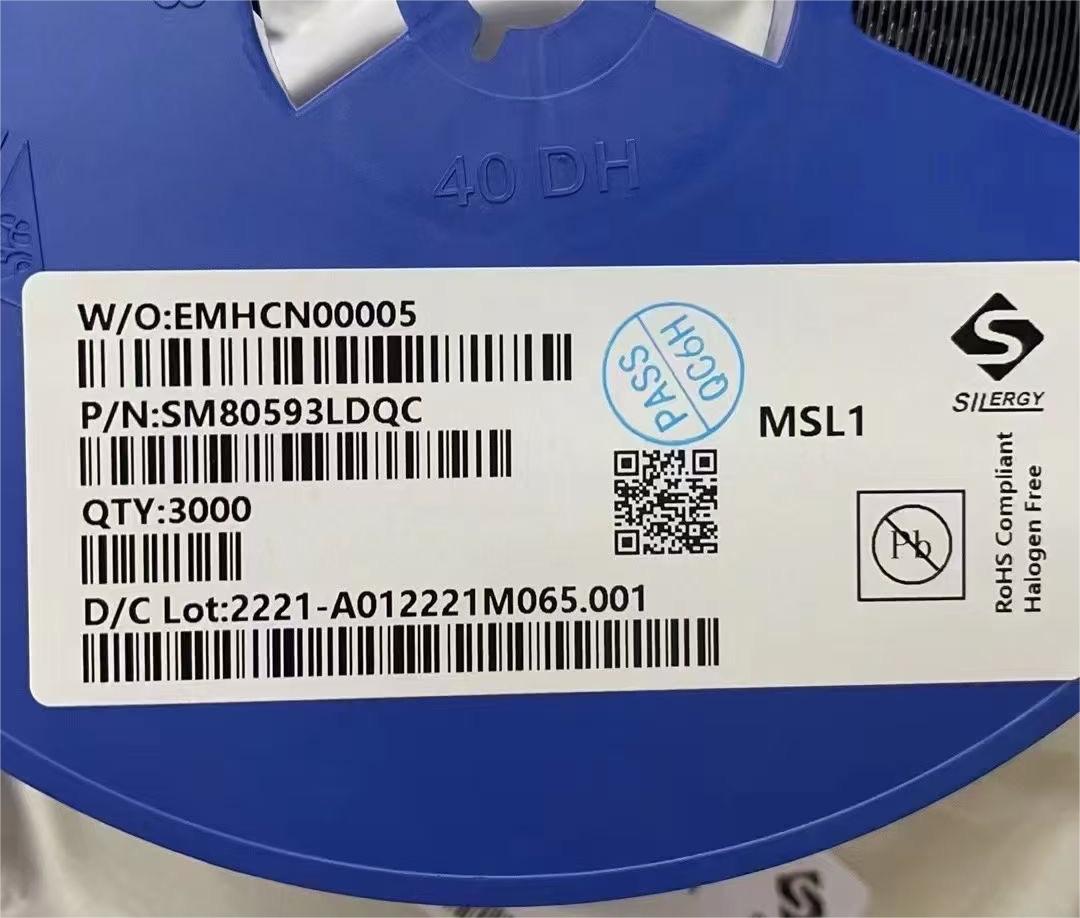 40 DH
W/O:EMHCN00005
P/N:SM80593LDQC
QTY:3000
D/C Lot:2221-A012221M065.001
PASS
QC6H
MSL1
SILERGY
Pb
RoHS Compliant
Halogen Free